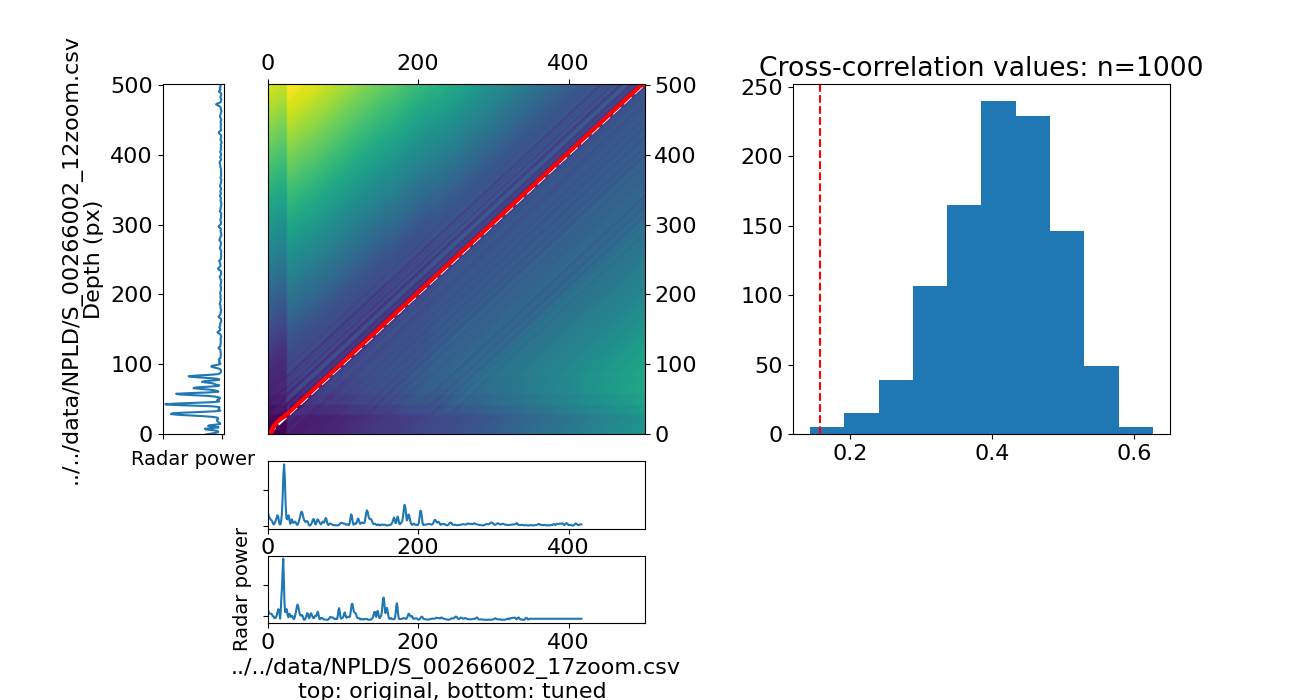 Cross-correlation values: n=1000
0 200 400
../../data/NPLD/S_00266002_12zoom.csv
Depth (px)
500
400
300
200
100
0
500
400
300
200
100
0
250
200
150
100
50
0
0.2 0.4 0.6
Radar power
0 200 400
Radar power
0 200 400
../../data/NPLD/S_00266002_17zoom.csv
top: original, bottom: tuned